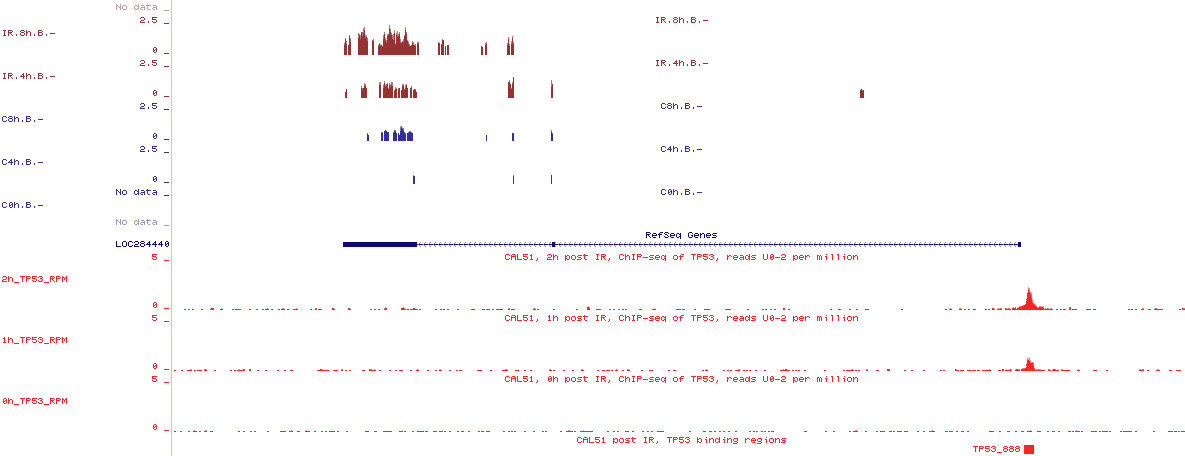 No data
2.5
IR.8h.B.-
IR.8h.B.-
0
2.5
IR.4h.B.-
IR.4h.B.-
0
2.5
C8h.B.-
C8h.B.-
0
2.5
C4h.B.-
C4h.B.-
0
No data
C0h.B.-
C0h.B.-
No data
RefSeq Genes
LOC284440
5
CAL51, 2h post IR, ChIP-seq of TP53, reads U0-2 per million
2h_TP53_RPM
0
5
CAL51, 1h post IR, ChIP-seq of TP53, reads U0-2 per million
1h_TP53_RPM
0
5
CAL51, 0h post IR, ChIP-seq of TP53, reads U0-2 per million
0h_TP53_RPM
0
CAL51 post IR, TP53 binding regions
TP53_888